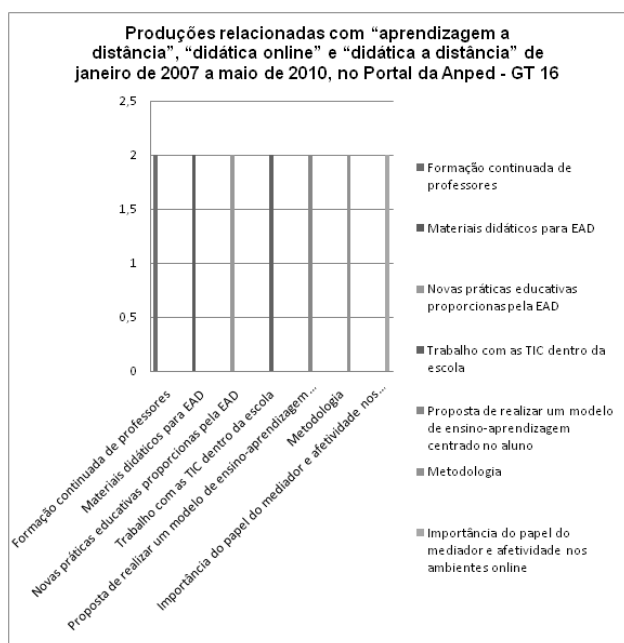 Produções relacionadas com “aprendizagem a
distância”, “didática online” e “didática a distância” de
janeiro de 2007 a maio de 2010, no Portal da Anped - GT 16
2,5
2
1,5
1
0,5
0
Formação continuada de professores
Materiais didáticos para EAD
Novas práticas educativas proporcionas pela EAD
Trabalho com as TIC dentro da escola
Proposta de realizar um modelo de ensino-aprendizagem...
Metodologia
Importância do papel do mediador e afetividade nos...
Formação continuada de
professores
Materiais didáticos para EAD
Novas práticas educativas
proporcionas pela EAD
Trabalho com as TIC dentro da
escola
Proposta de realizar um modelo
de ensino-aprendizagem
centrado no aluno
Metodologia
Importância do papel do
mediador e afetividade nos
ambientes online